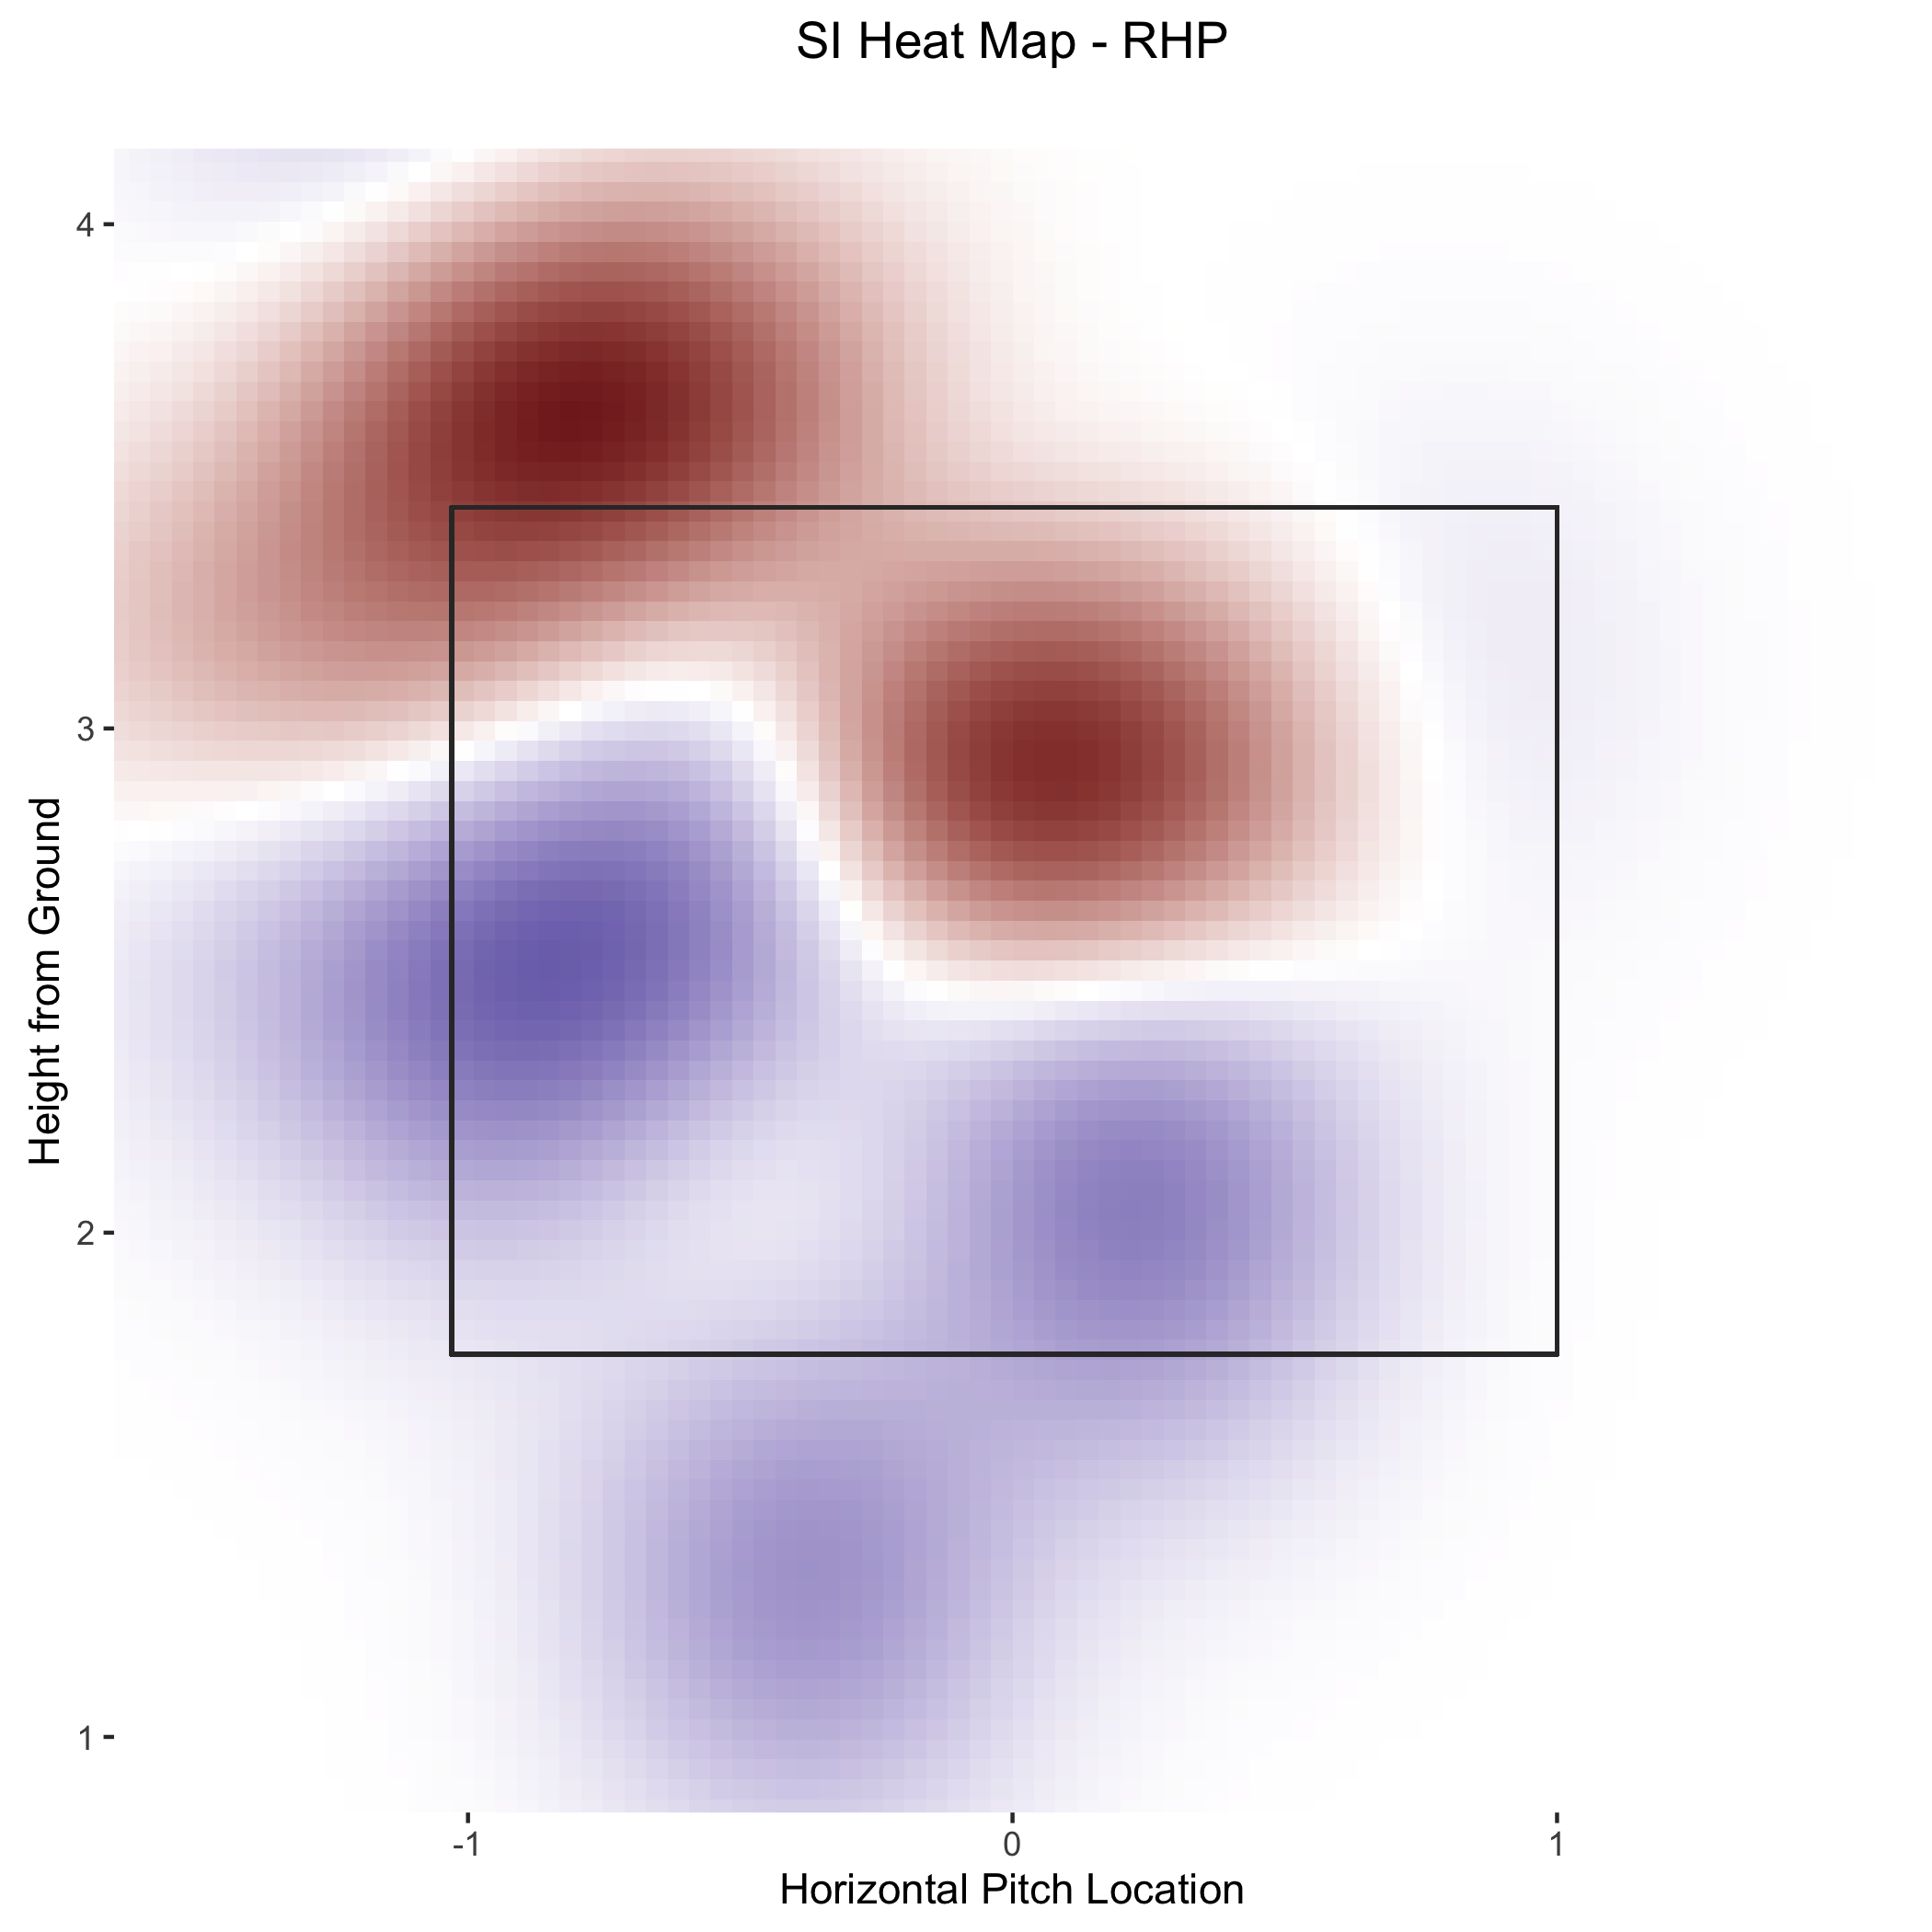 SI Heat Map - RHP
4
3
2
1
Height from Ground
-1 0 1
Horizontal Pitch Location